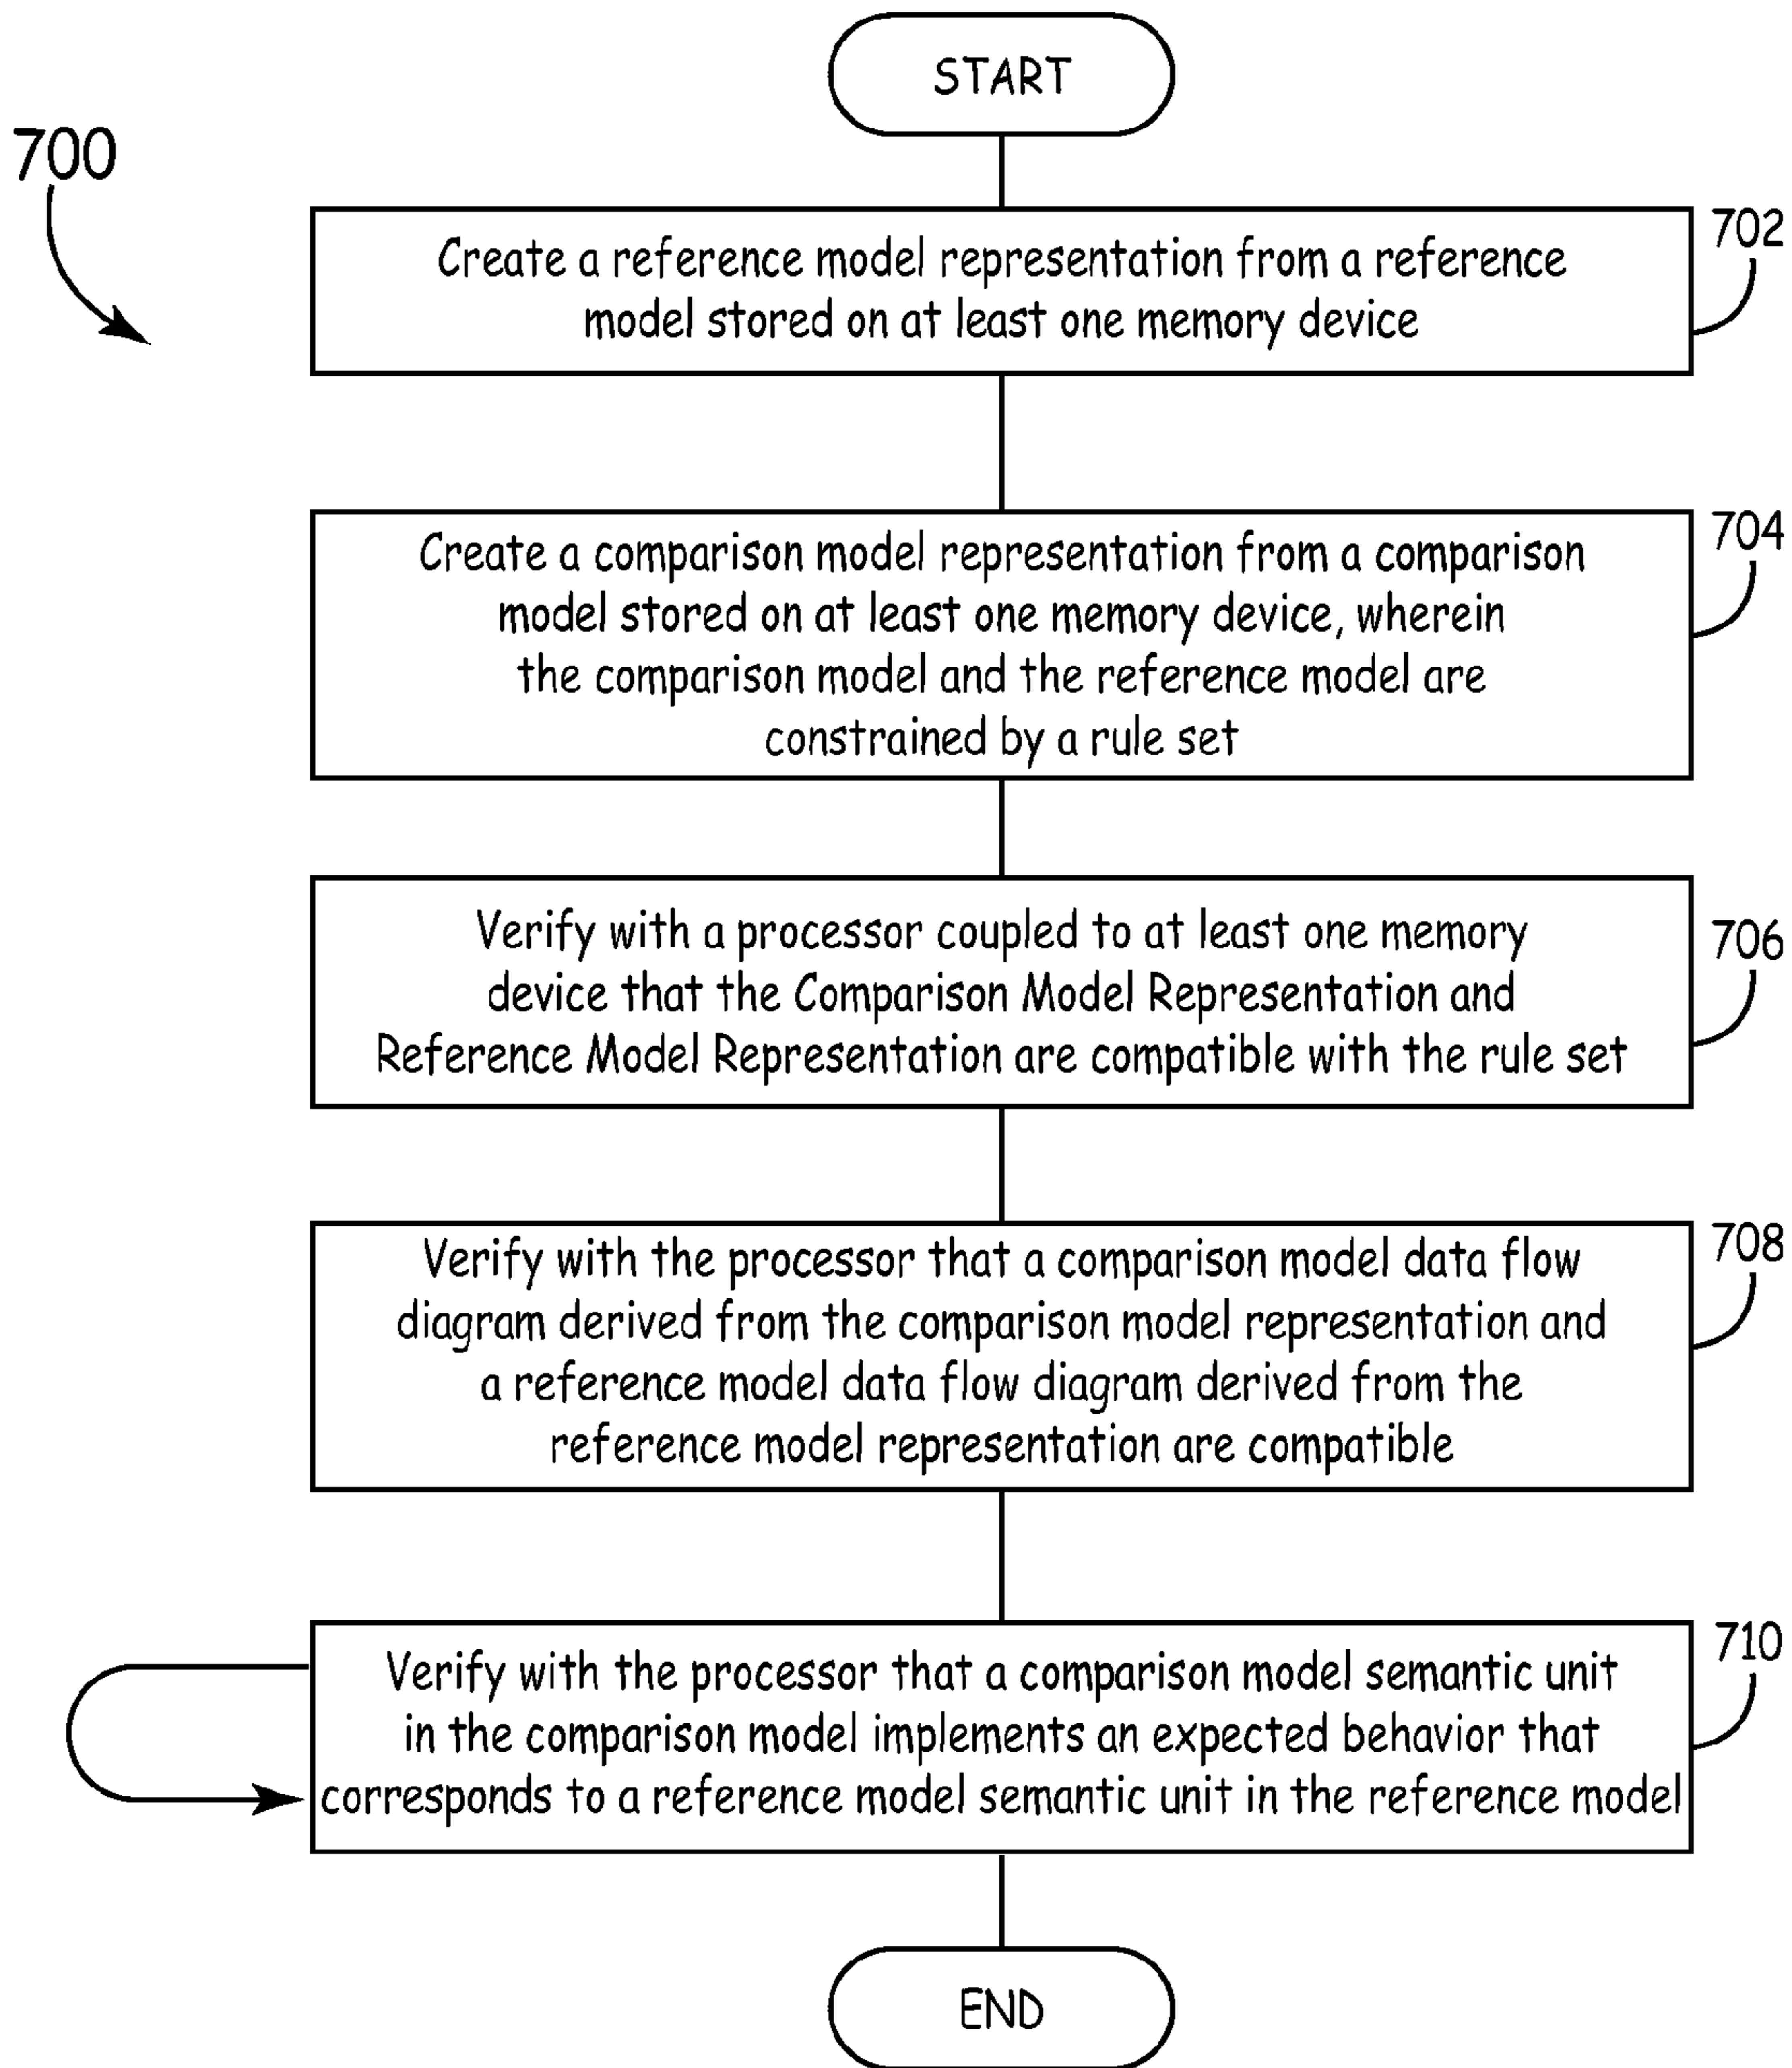 START
700
702
Create a reference model representation from a reference
model stored on at least one memory device
704
Create a comparison model representation from a comparison
model stored on at least one memory device, wherein
the comparison model and the reference model are
constrained by a rule set
706
Verify with a processor coupled to at least one memory
device that the Comparison Model Representation and
Reference Model Representation are compatible with the rule set
708
Verify with the processor that a comparison model data flow
diagram derived from the comparison model representation and
a reference model data flow diagram derived from the
reference model representation are compatible
710
Verify with the processor that a comparison model semantic unit
in the comparison model implements an expected behavior that
corresponds to a reference model semantic unit in the reference model
END